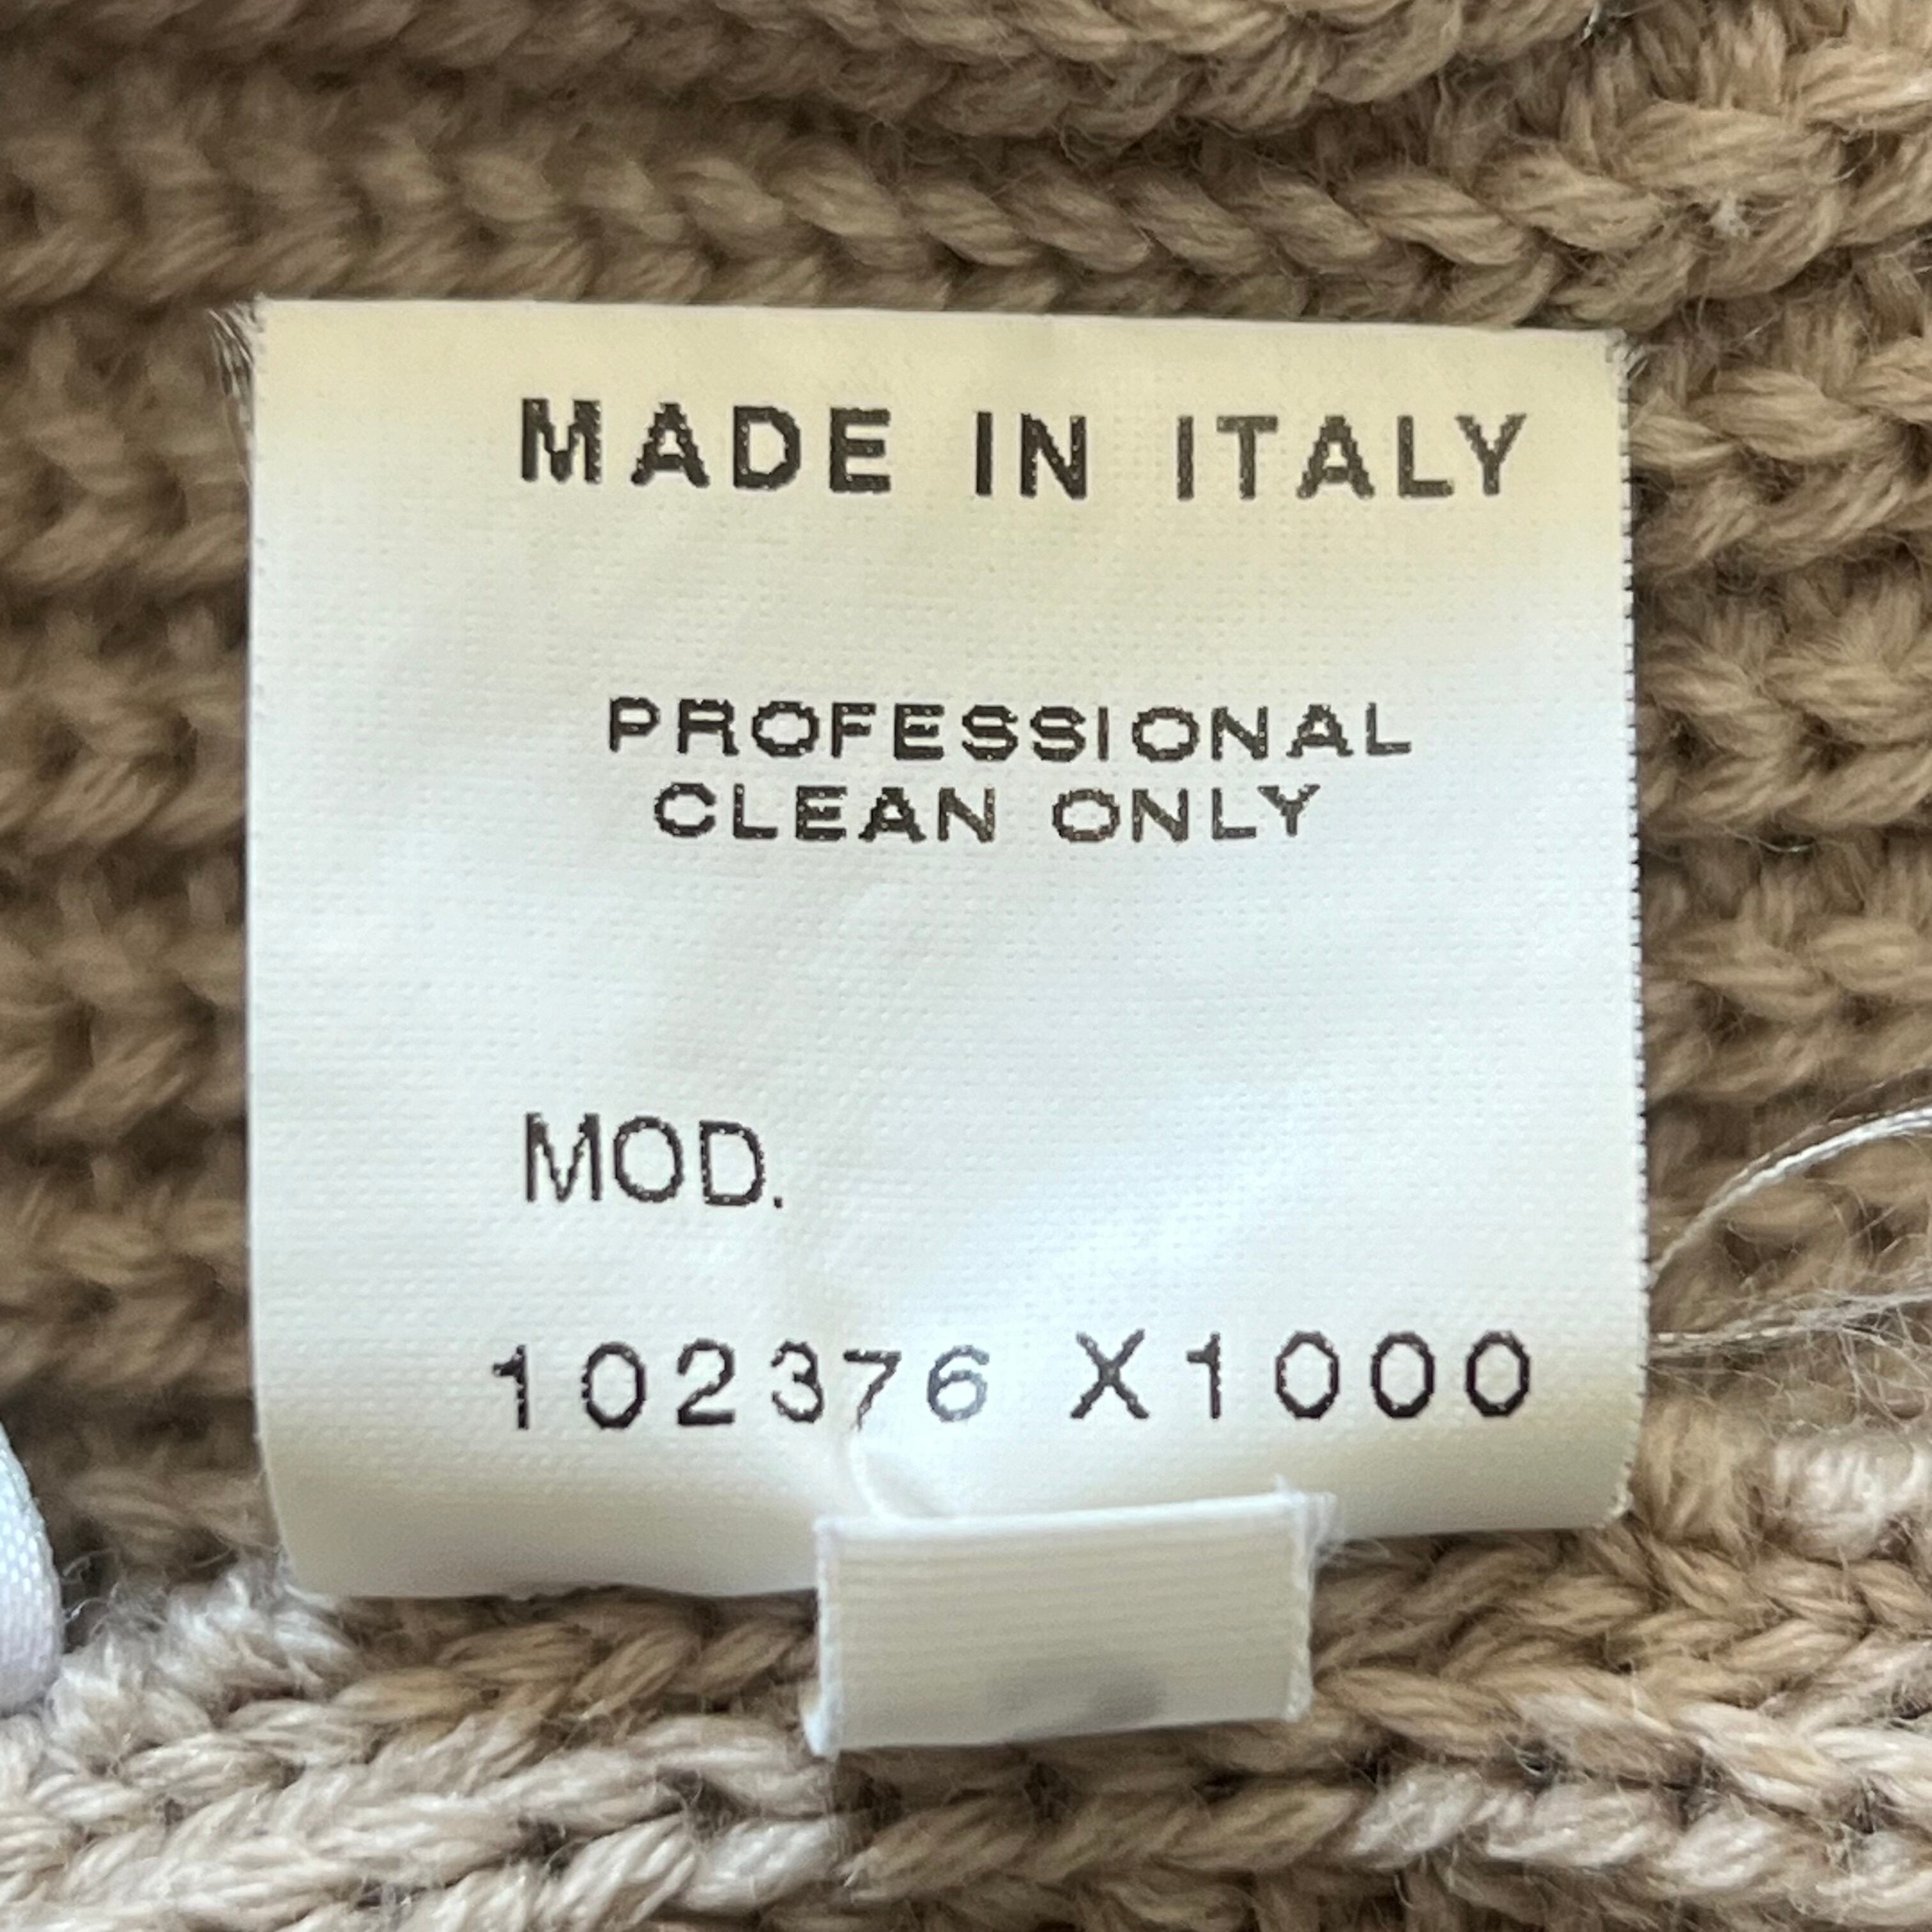 MADE IN ITALY
PROFESSIONAL
CLEAN ONLY
MOD.
102376 X1000